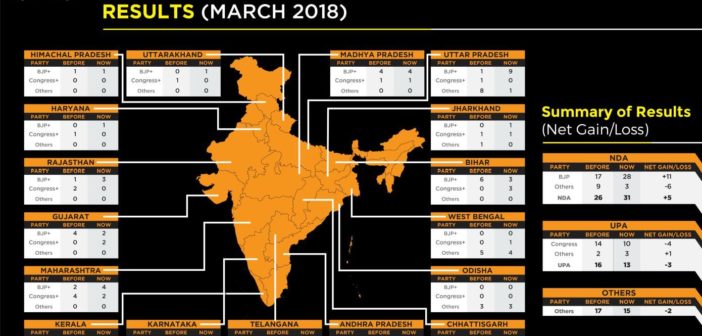 RESULTS (MARCH 2018)
HIMACHAL PRADESH
PARTY BEFORE NOW
BJP+ 1 1
Congress+ 0 0
Others 0 0
UTTARAKHAND
PARTY BEFORE NOW
BJP+ 0 1
Congress+ 1 0
Others 0 0
MADHYA PRADESH
PARTY BEFORE NOW
BJP+ 4 4
Congress+ 1 1
Others 0 0
UTTAR PRADESH
PARTY BEFORE NOW
BJP+ 1 9
Congress+ 1 0
Others 8 1
HARYANA
PARTY BEFORE NOW
BJP+ 0 1
Congress+ 1 0
Others 0 0
JHARKHAND
PARTY BEFORE NOW
BJP+ 0 1
Congress+ 1 1
Others 1 0
RAJASTHAN
PARTY BEFORE NOW
BJP+ 1 3
Congress+ 2 0
Others 0 0
BIHAR
PARTY BEFORE NOW
BJP+ 6 3
Congress+ 0 3
Others 0 0
GUJARAT
PARTY BEFORE NOW
BJP+ 4 2
Congress+ 0 2
Others 0 0
WEST BENGAL
PARTY BEFORE NOW
BJP+ 0 0
Congress+ 0 1
Others 5 4
MAHARASHTRA
PARTY BEFORE NOW
BJP+ 2 4
Congress+ 4 2
Others 0 0
ODISHA
PARTY BEFORE NOW
BJP+ 0 0
Congress+ 0 0
Others 3 3
KERALA
PARTY BEFORE NOW
KARNATAKA
PARTY BEFORE NOW
TELANGANA
PARTY BEFORE NOW
ANDHRA PRADESH
PARTY BEFORE NOW
CHHATTISGARH
PARTY BEFORE NOW
Summary of Results
(Net Gain/Loss)
NDA
PARTY BEFORE NOW NET GAIN/LOSS
BJP 17 28 +11
Others 9 3 -6
NDA 26 31 +5
UPA
PARTY BEFORE NOW NET GAIN/LOSS
Congress 14 10 -4
Others 2 3 +1
UPA 16 13 -3
OTHERS
PARTY BEFORE NOW NET GAIN/LOSS
Others 17 15 -2